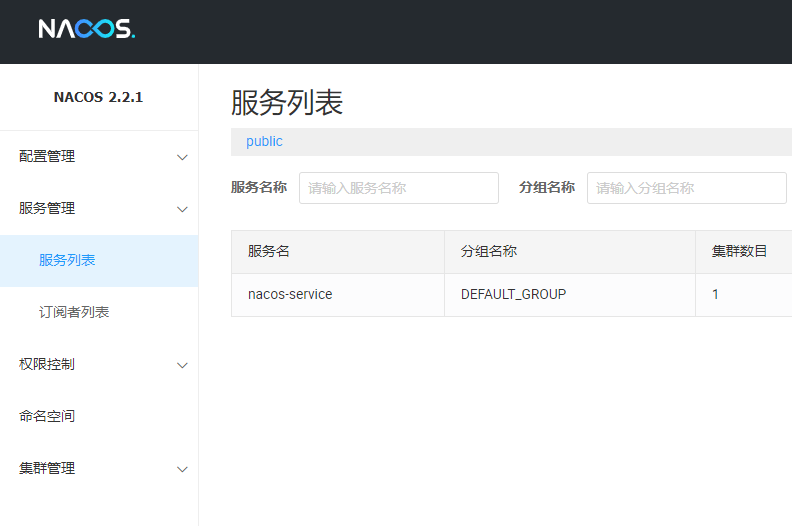 NACOS.
NACOS 2.2.1
配置管理
服务管理
服务列表
订阅者列表
权限控制
命名空间
集群管理
服务列表
public
服务名称 请输入服务名称 分组名称 请输入分组名称
服务名 分组名称 集群数目
nacos-service DEFAULT_GROUP 1